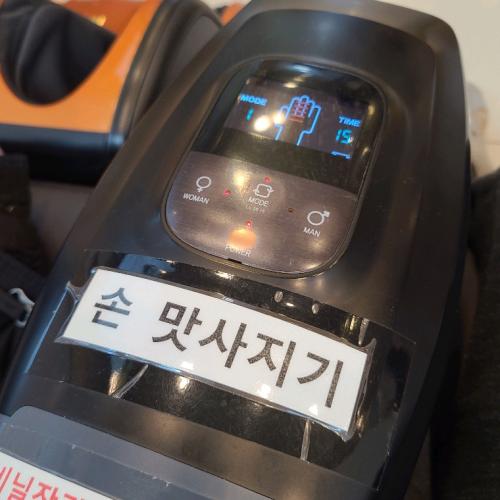 MODE
TIME
1
15
WOMAN
MODE
MAN
POWER
손 맛사지기